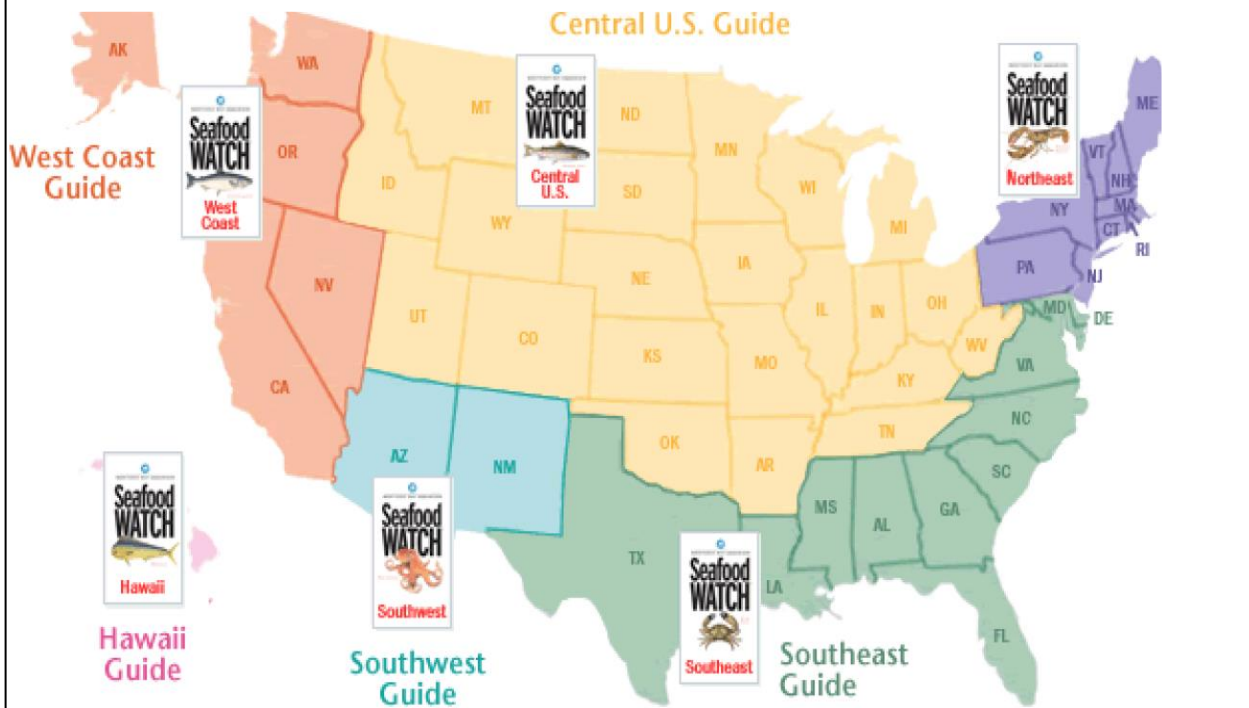 Central U.S. Guide
AK
WA
MT
ND
MN
ME
Seafood
WATCH
West
Coast
Seafood
WATCH
Central
U.S.
Seafood
WATCH
Northeast
West Coast
Guide
OR
ID
SD
WI
MI
VT
NH
MA
NY
CT
RI
WY
IA
PA
NJ
NV
NE
UT
CO
IL
IN
OH
MD
DE
WV
VA
CA
KS
MO
KY
NC
AZ
NM
OK
AR
TN
SC
Seafood
WATCH
Hawaii
Seafood
WATCH
Southwest
MS
AL
GA
TX
LA
Seafood
WATCH
Southeast
FL
Hawaii
Guide
Southwest
Guide
Southeast
Guide